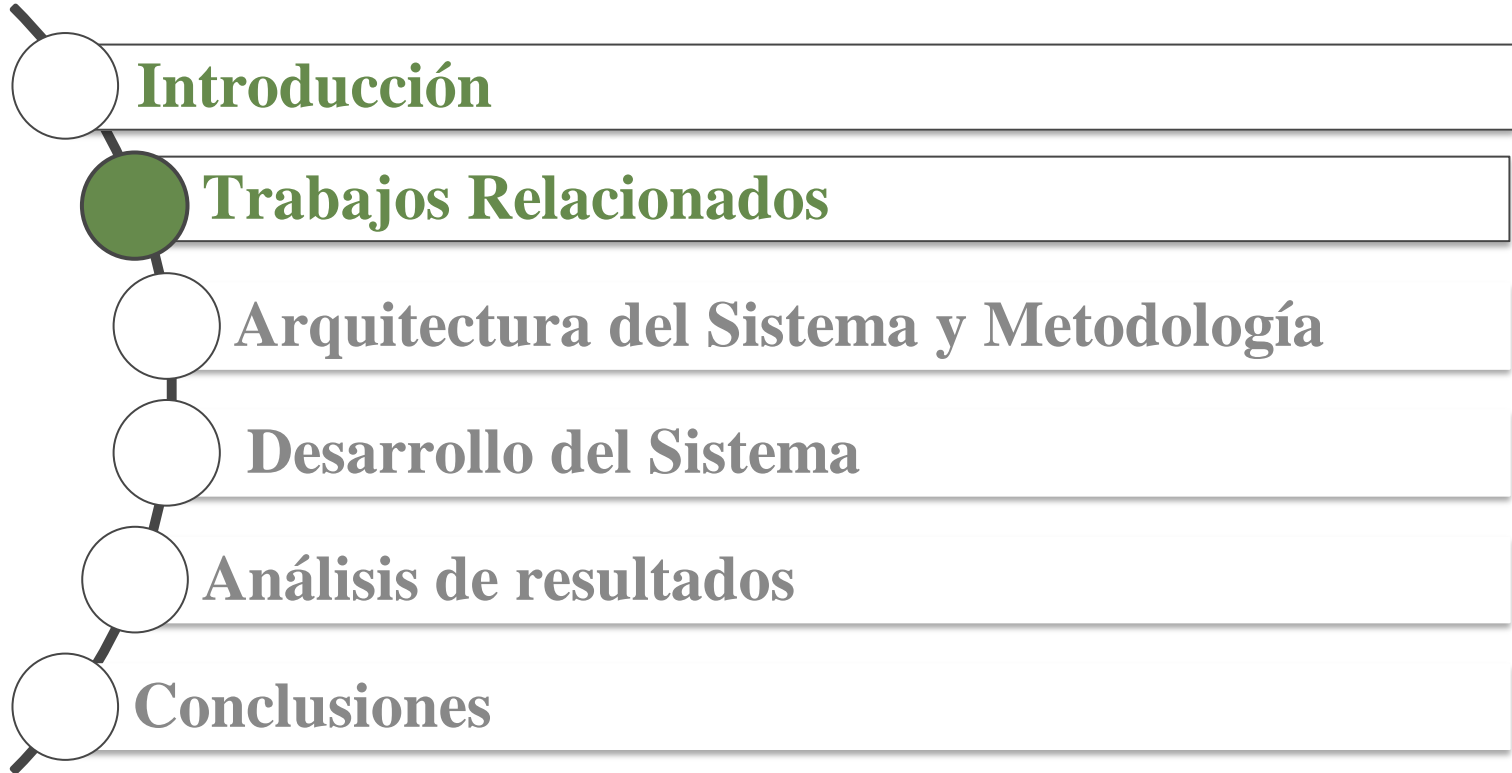 Introducción
Trabajos Relacionados
Arquitectura del Sistema y Metodología
Desarrollo del Sistema
Análisis de resultados
Conclusiones